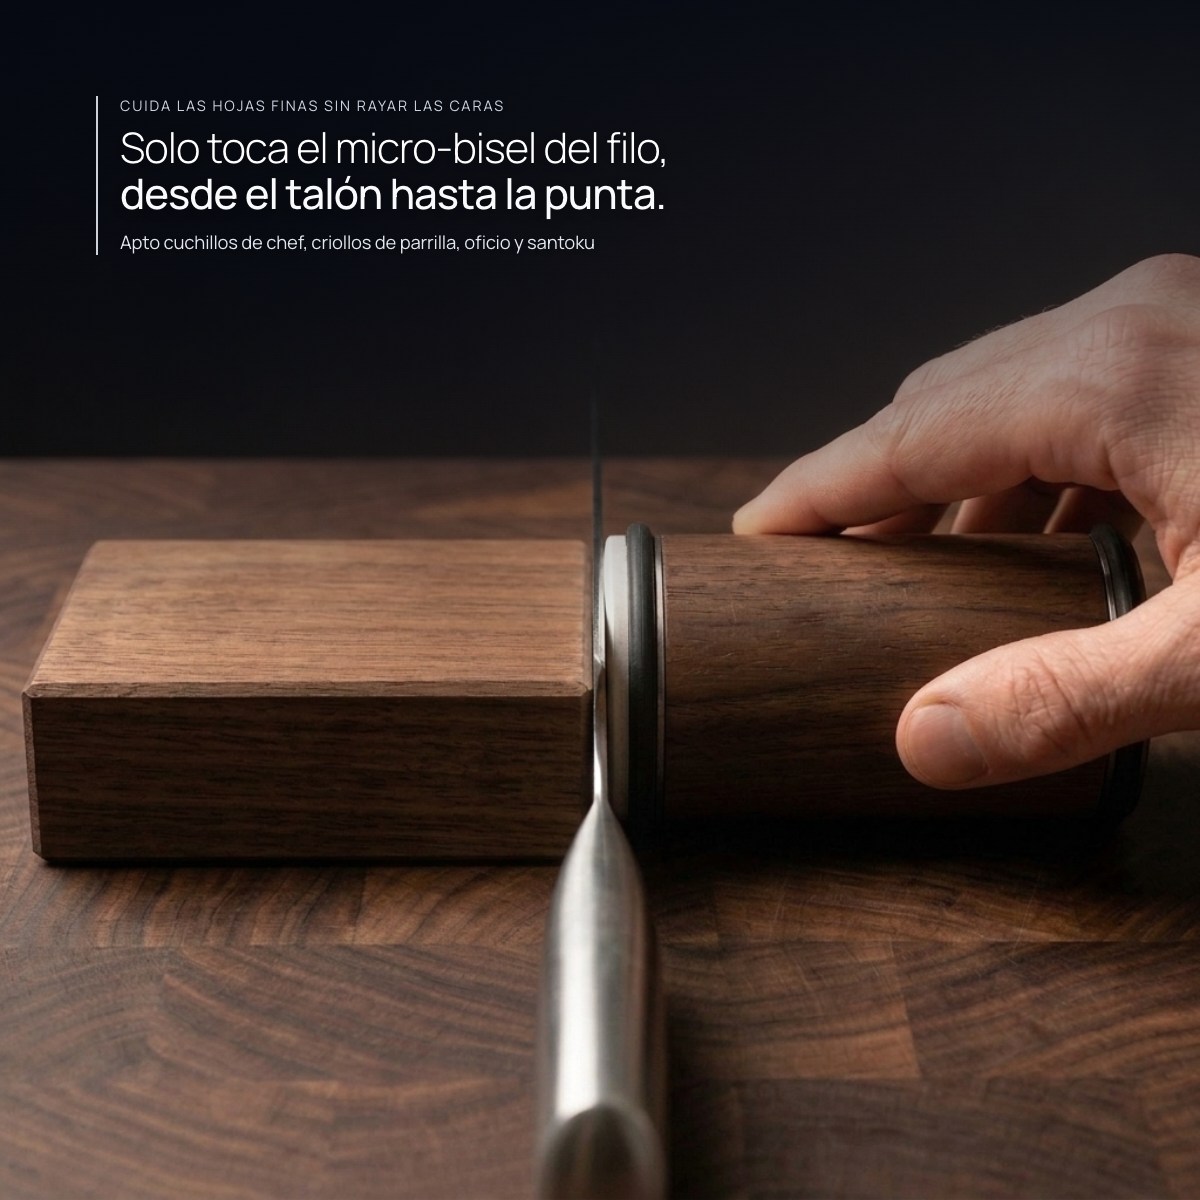 CUIDA LAS HOJAS FINAS SIN RAYAR LAS CARAS
Solo toca el micro-bisel del filo,
desde el talón hasta la punta.
Apto cuchillos de chef, criollos de parrilla, oficio y santoku